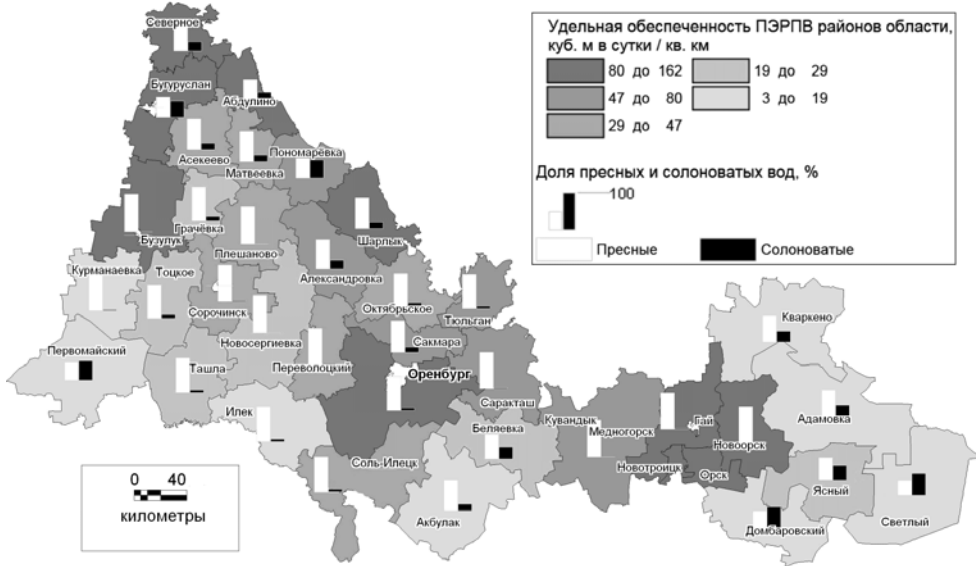 Удельная обеспеченность ПЭРПВ районов области,
куб. м в сутки / кв. км
80 до 162
19 до 29
47 до 80
3 до 19
29 до 47
Доля пресных и солоноватых вод, %
100
Пресные
Солоноватые
Северное
Бугуруслан
Абдулино
Асекеево
Матвеевка
Пономарёвка
Грачёвка
Бузулук
Плешаново
Шарлык
Курманаевка
Тоцкое
Александровка
Сорочинск
Октябрьское
Тюльган
Кваркено
Первомайский
Новосергиевка
Сакмара
Ташла
Переволоцкий
Оренбург
Саракташ
Илек
Беляевка
Кувандык
Медногорск
Гай
Адамовка
Новоорск
Соль-Илецк
Новотроицк
Орск
Ясный
Акбулак
Домбаровский
Светлый
0 40
километры